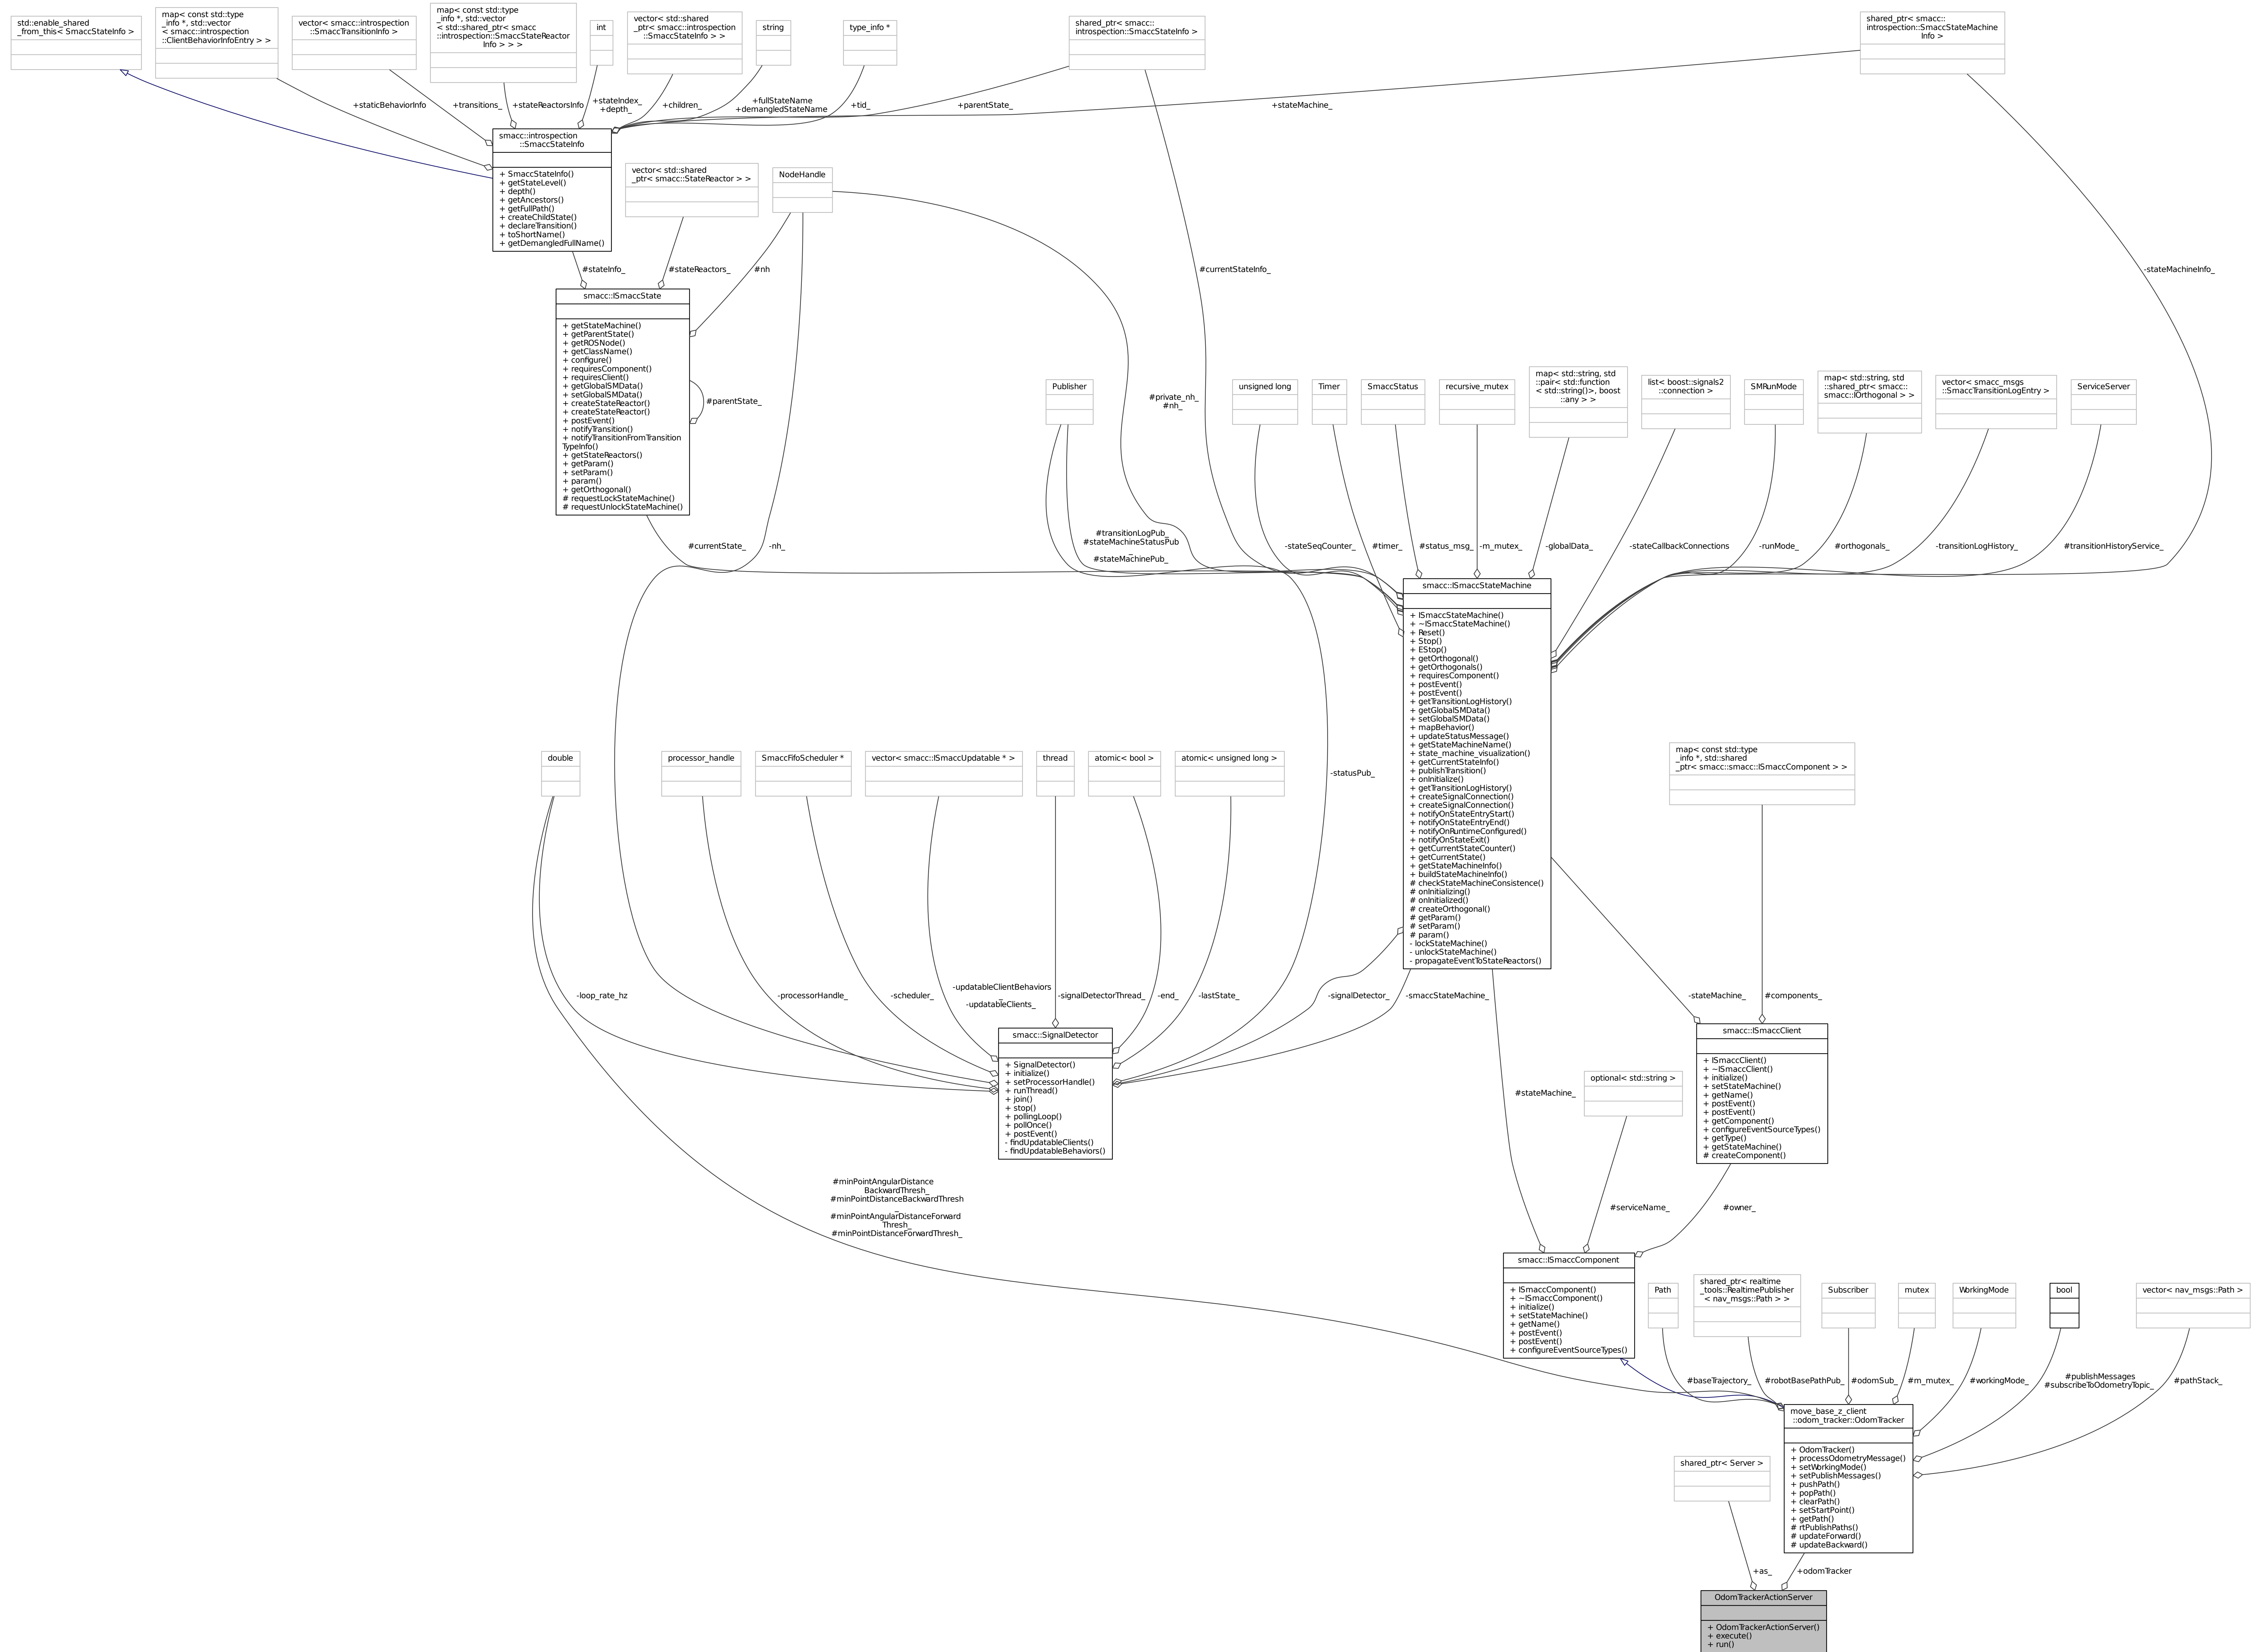 std::enable_shared
_from_this< SmaccStateInfo >
map< const std::type
_info *, std::vector
< smacc::introspection
::ClientBehaviorInfoEntry > >
vector< smacc::introspection
::SmaccTransitionInfo >
map< const std::type
_info *, std::vector
< std::shared_ptr< smacc
::introspection::SmaccStateReactor
Info > > >
int
vector< std::shared
_ptr< smacc::introspection
::SmaccStateInfo > >
string
type_info *
shared_ptr< smacc::
introspection::SmaccStateInfo >
shared_ptr< smacc::
introspection::SmaccStateMachine
Info >
+staticBehaviorInfo
+transitions_
+stateReactorsInfo
+stateIndex_
+depth_
+children_
+fullStateName
+demangledStateName
+tid_
+parentState_
+stateMachine_
smacc::introspection
::SmaccStateInfo
+ SmaccStateInfo()
+ getStateLevel()
+ depth()
+ getAncestors()
+ getFullPath()
+ createChildState()
+ declareTransition()
+ toShortName()
+ getDemangledFullName()
vector< std::shared
_ptr< smacc::StateReactor > >
NodeHandle
#stateInfo_
#stateReactors_
#nh
#currentStateInfo_
-stateMachineInfo_
smacc::ISmaccState
+ getStateMachine()
+ getParentState()
+ getROSNode()
+ getClassName()
+ configure()
+ requiresComponent()
+ requiresClient()
+ getGlobalSMData()
+ setGlobalSMData()
+ createStateReactor()
+ createStateReactor()
+ postEvent()
+ notifyTransition()
+ notifyTransitionFromTransition
TypeInfo()
+ getStateReactors()
+ getParam()
+ setParam()
+ param()
+ getOrthogonal()
# requestLockStateMachine()
# requestUnlockStateMachine()
#parentState_
Publisher
#private_nh_
#nh_
unsigned long
Timer
SmaccStatus
recursive_mutex
map< std::string, std
::pair< std::function
< std::string()>, boost
::any > >
list< boost::signals2
::connection >
SMRunMode
map< std::string, std
::shared_ptr< smacc::
smacc::IOrthogonal > >
vector< smacc_msgs
::SmaccTransitionLogEntry >
ServiceServer
#currentState_
-nh_
#transitionLogPub_
#stateMachineStatusPub
_
#stateMachinePub_
-stateSeqCounter_
#timer_
#status_msg_
-m_mutex_
-globalData_
-stateCallbackConnections
-runMode_
#orthogonals_
-transitionLogHistory_
#transitionHistoryService_
smacc::ISmaccStateMachine
+ ISmaccStateMachine()
+ ~ISmaccStateMachine()
+ Reset()
+ Stop()
+ EStop()
+ getOrthogonal()
+ getOrthogonals()
+ requiresComponent()
+ postEvent()
+ postEvent()
+ getTransitionLogHistory()
+ getGlobalSMData()
+ setGlobalSMData()
+ mapBehavior()
+ updateStatusMessage()
+ getStateMachineName()
+ state_machine_visualization()
+ getCurrentStateInfo()
+ publishTransition()
+ onInitialize()
+ getTransitionLogHistory()
+ createSignalConnection()
+ createSignalConnection()
+ notifyOnStateEntryStart()
+ notifyOnStateEntryEnd()
+ notifyOnRuntimeConfigured()
+ notifyOnStateExit()
+ getCurrentStateCounter()
+ getCurrentState()
+ getStateMachineInfo()
+ buildStateMachineInfo()
# checkStateMachineConsistence()
# onInitializing()
# onInitialized()
# createOrthogonal()
# getParam()
# setParam()
# param()
- lockStateMachine()
- unlockStateMachine()
- propagateEventToStateReactors()
double
processor_handle
SmaccFifoScheduler *
vector< smacc::ISmaccUpdatable * >
thread
atomic< bool >
atomic< unsigned long >
-statusPub_
map< const std::type
_info *, std::shared
_ptr< smacc::smacc::ISmaccComponent > >
-loop_rate_hz
-processorHandle_
-scheduler_
-updatableClientBehaviors
_
-updatableClients_
-signalDetectorThread_
-end_
-lastState_
-signalDetector_
-smaccStateMachine_
-stateMachine_
#components_
smacc::SignalDetector
+ SignalDetector()
+ initialize()
+ setProcessorHandle()
+ runThread()
+ join()
+ stop()
+ pollingLoop()
+ pollOnce()
+ postEvent()
- findUpdatableClients()
- findUpdatableBehaviors()
smacc::ISmaccClient
+ ISmaccClient()
+ ~ISmaccClient()
+ initialize()
+ setStateMachine()
+ getName()
+ postEvent()
+ postEvent()
+ getComponent()
+ configureEventSourceTypes()
+ getType()
+ getStateMachine()
# createComponent()
optional< std::string >
#stateMachine_
#minPointAngularDistance
BackwardThresh_
#minPointDistanceBackwardThresh
_
#minPointAngularDistanceForward
Thresh_
#minPointDistanceForwardThresh_
#serviceName_
#owner_
smacc::ISmaccComponent
+ ISmaccComponent()
+ ~ISmaccComponent()
+ initialize()
+ setStateMachine()
+ getName()
+ postEvent()
+ postEvent()
+ configureEventSourceTypes()
Path
shared_ptr< realtime
_tools::RealtimePublisher
< nav_msgs::Path > >
Subscriber
mutex
WorkingMode
bool
vector< nav_msgs::Path >
#baseTrajectory_
#robotBasePathPub_
#odomSub_
#m_mutex_
#workingMode_
#publishMessages
#subscribeToOdometryTopic_
#pathStack_
move_base_z_client
::odom_tracker::OdomTracker
+ OdomTracker()
+ processOdometryMessage()
+ setWorkingMode()
+ setPublishMessages()
+ pushPath()
+ popPath()
+ clearPath()
+ setStartPoint()
+ getPath()
# rtPublishPaths()
# updateForward()
# updateBackward()
shared_ptr< Server >
+as_
+odomTracker
OdomTrackerActionServer
+ OdomTrackerActionServer()
+ execute()
+ run()